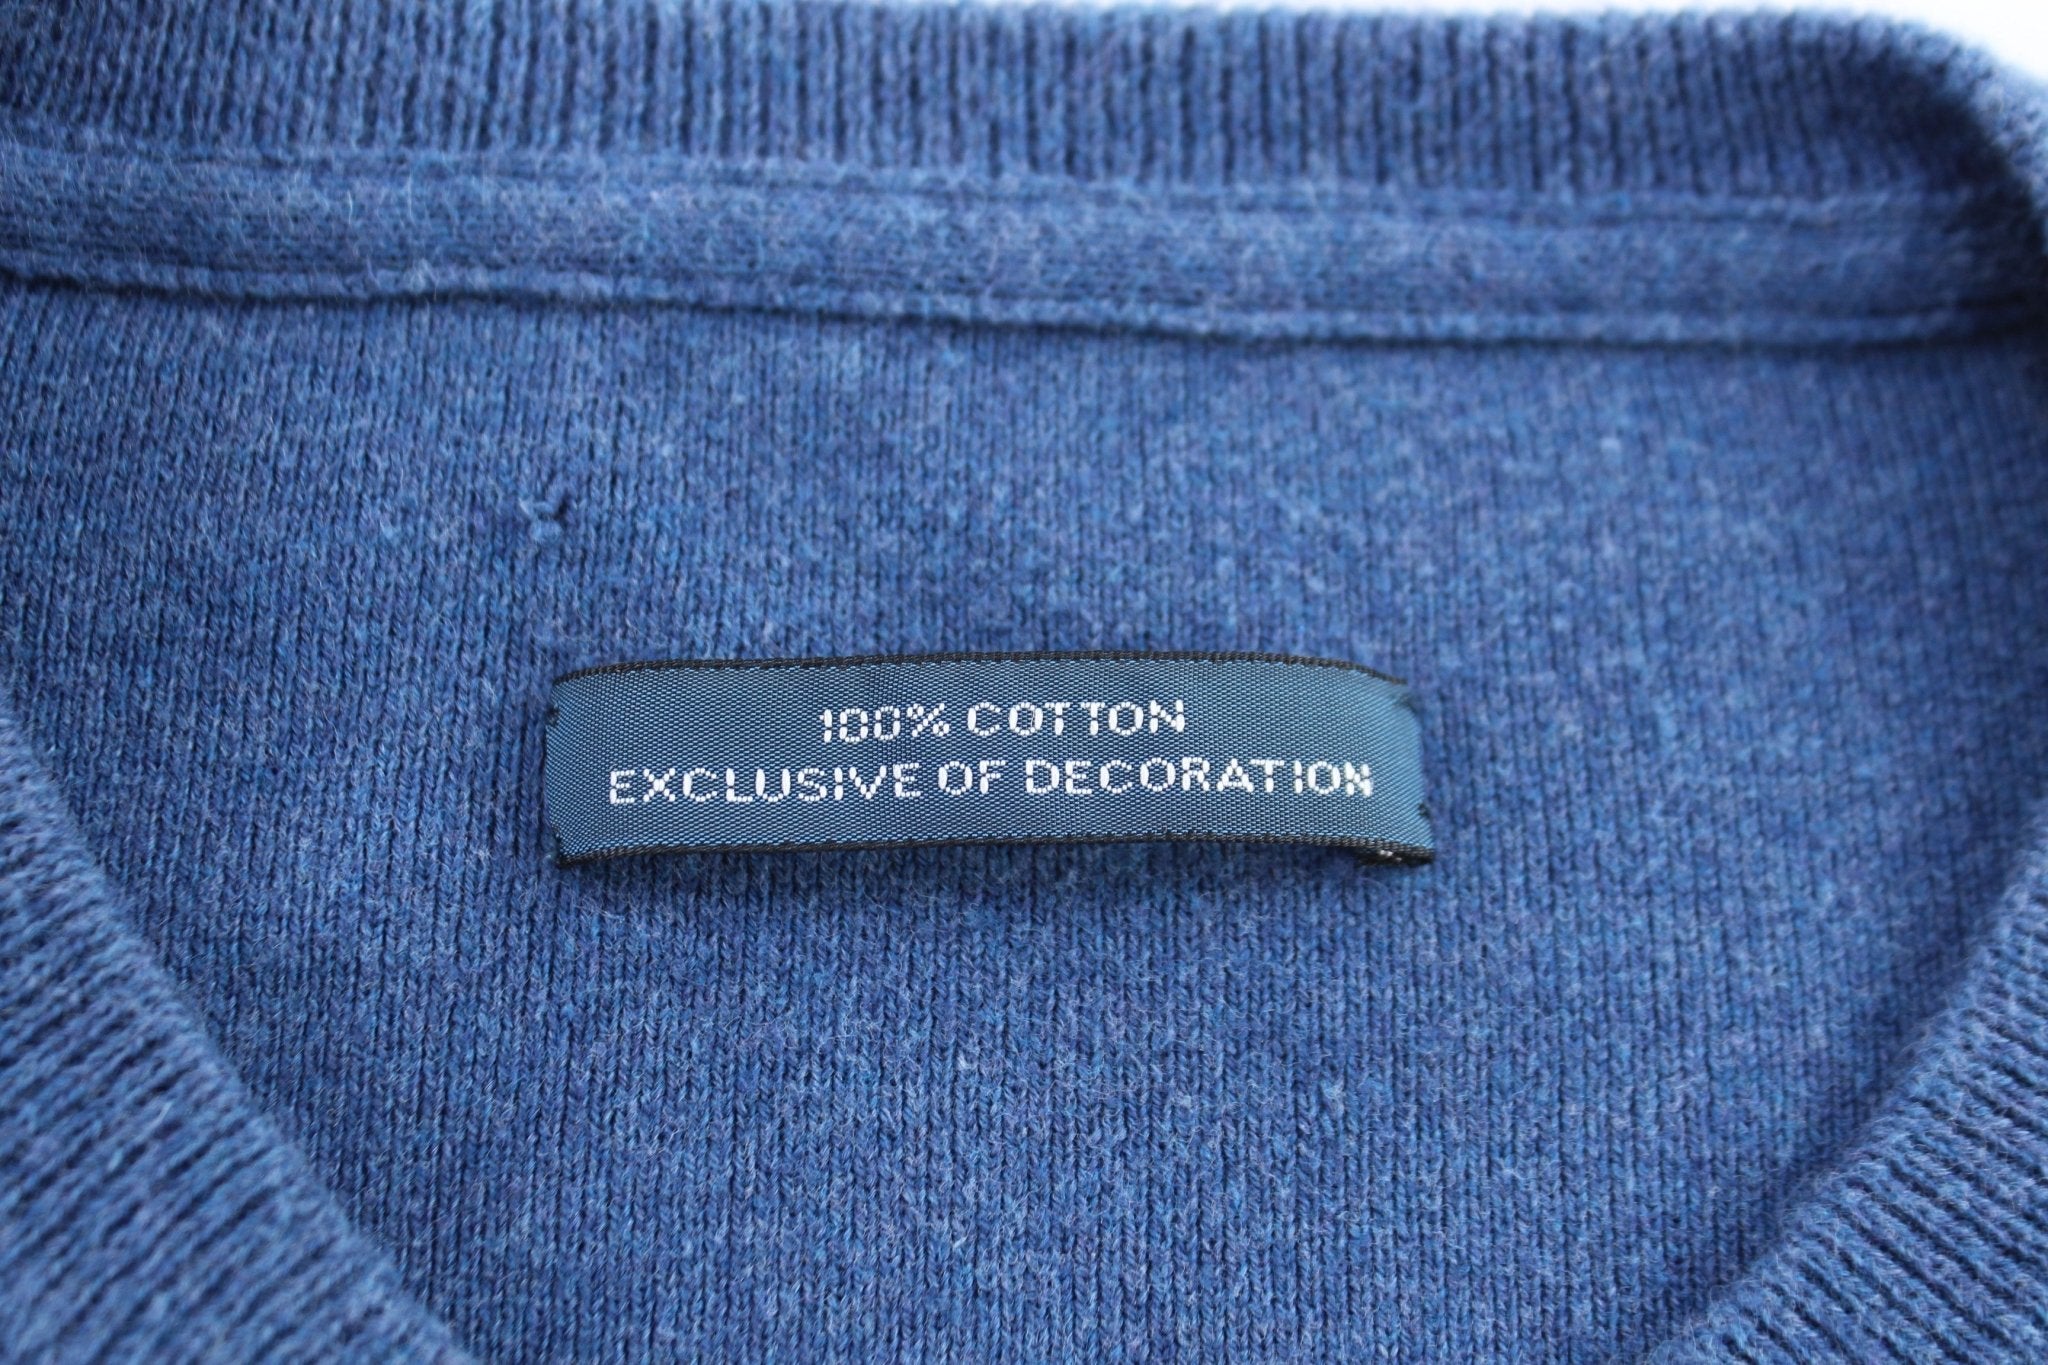 100% COTTON
EXCLUSIVE OF DECORATION